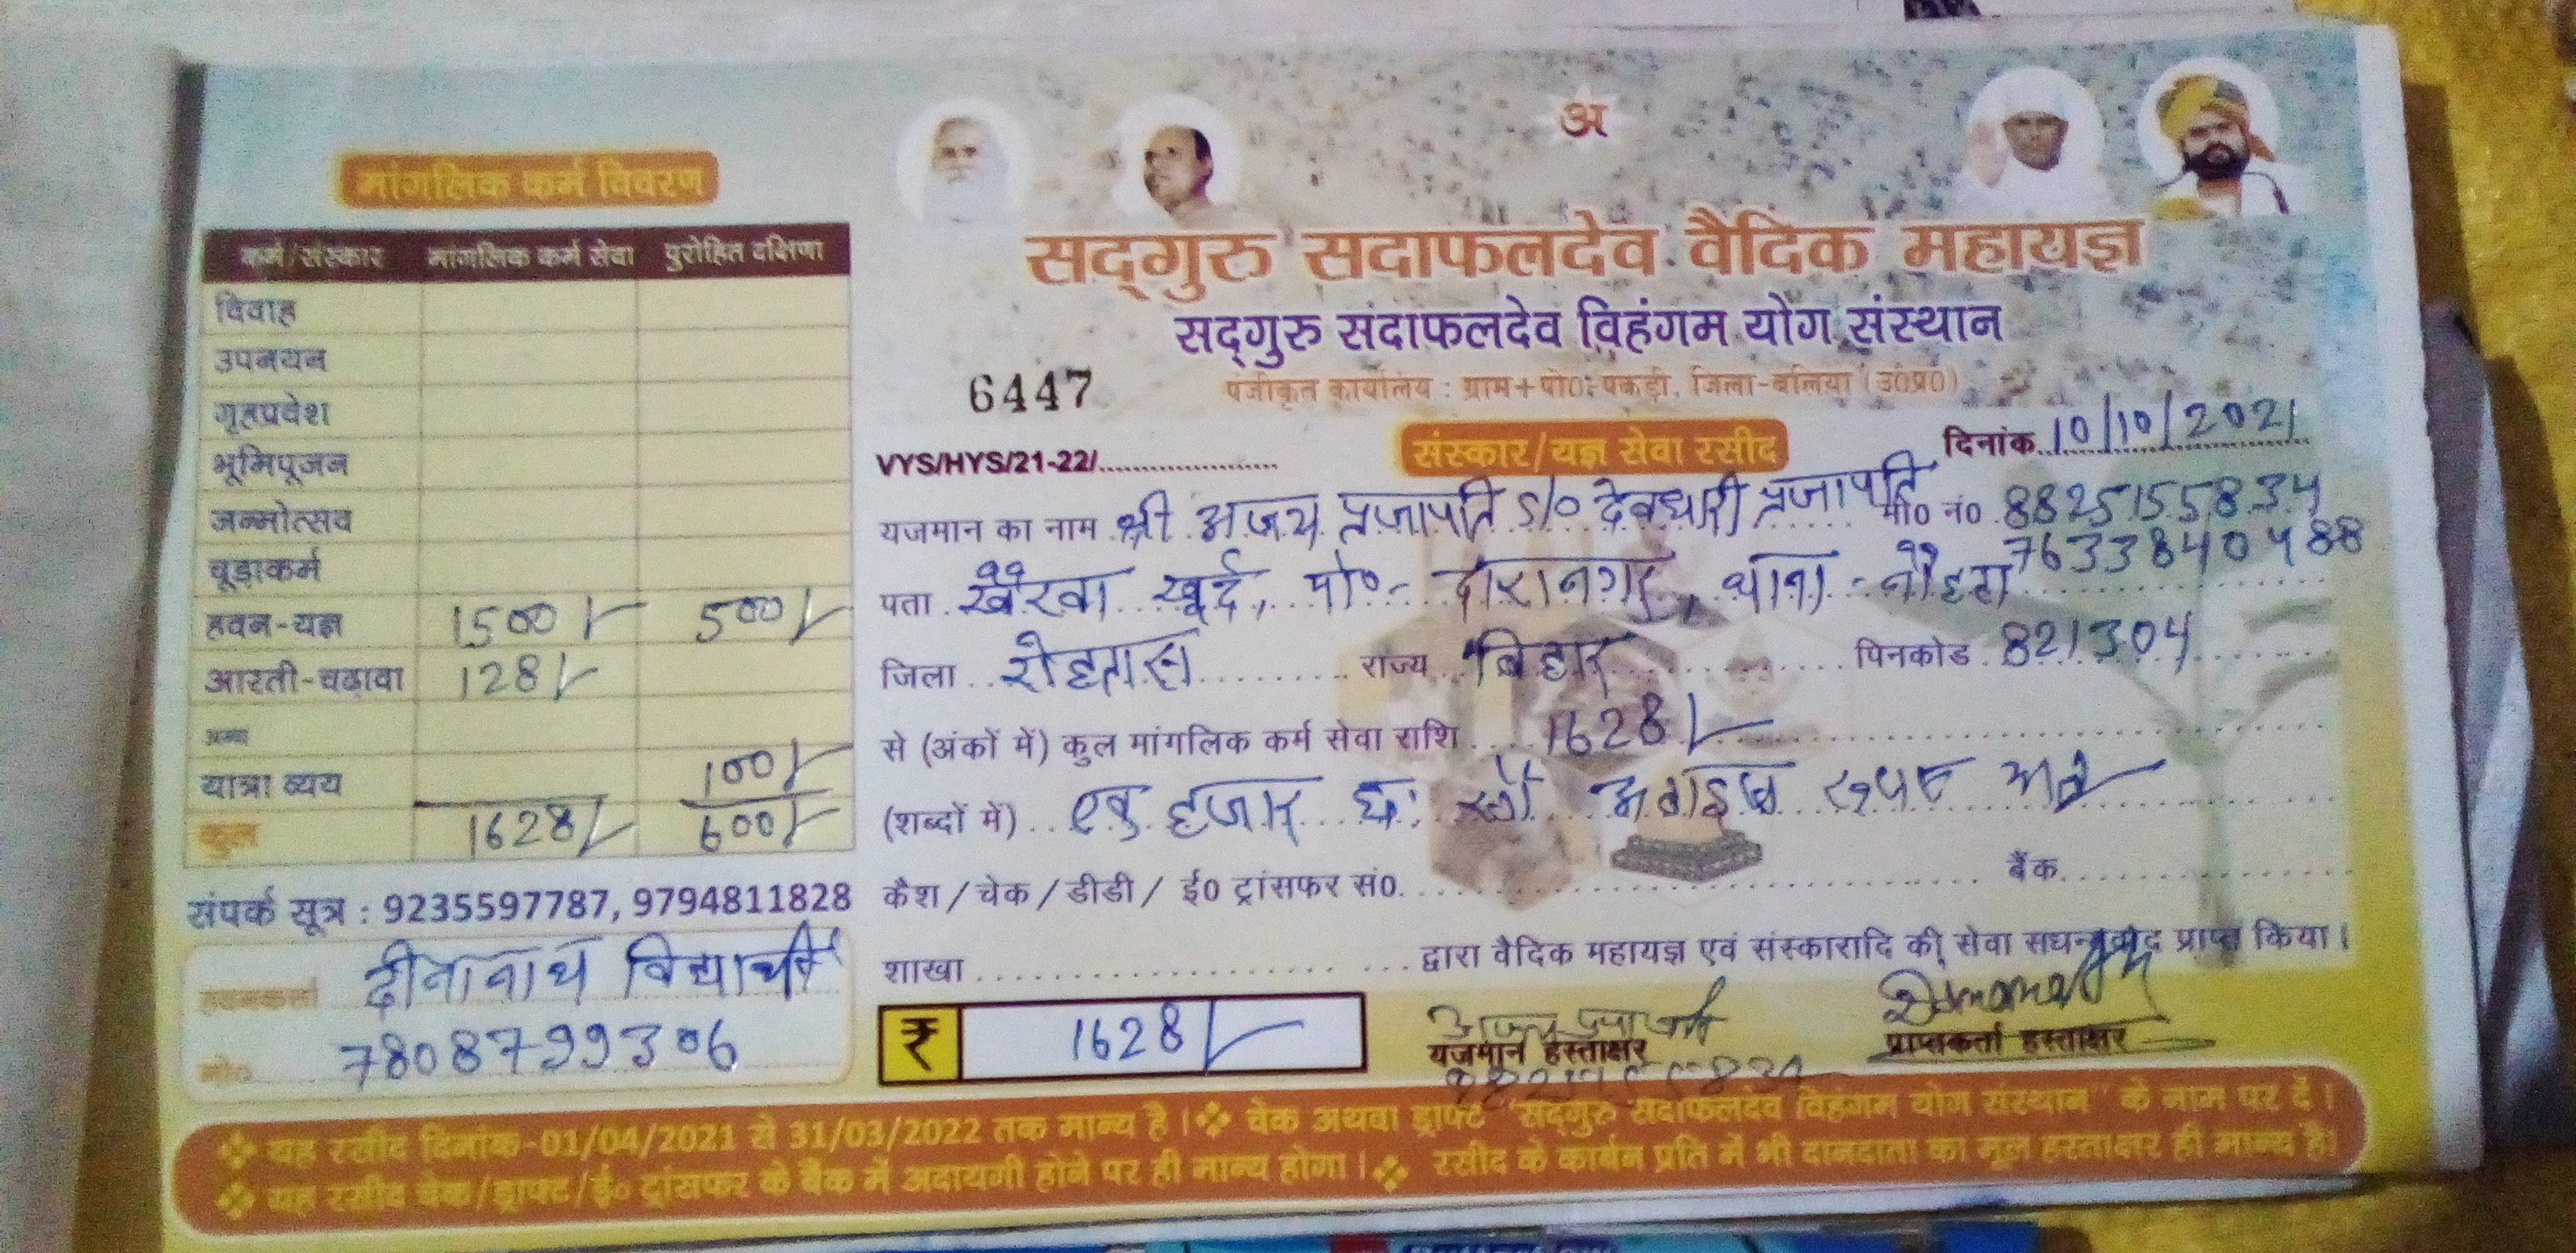 अ
मांगलिक कर्म विवरण
कर्म/संस्कार मांगलिक कर्म सेवा पुरोहित दक्षिणा
विवाह
उपनयन
गृहप्रवेश
भूमिपूजन
जन्मोत्सव
चूड़ाकर्म
हवन-यज्ञ 1500/- 500/-
आरती-चढ़ावा 128/-
अन्य
यात्रा व्यय 100/-
कुल 1628/- 600/-
संपर्क सूत्र : 9235597787, 9794811828
हवनकर्ता दीनानाथ विद्यार्थी
मो० 7808799306
सद्गुरु सदाफलदेव वैदिक महायज्ञ
सद्गुरु सदाफलदेव विहंगम योग संस्थान
पंजीकृत कार्यालय : ग्राम+पो०-पकड़ी, जिला-बलिया (उ०प्र०)
6447
VYS/HYS/21-22/.....................
संस्कार/यज्ञ सेवा रसीद
दिनांक 10/10/2021
यजमान का नाम श्री अजय प्रजापति S/o देवधारी प्रजापति मो० न० 8825155834
7633840488
पता खैरवा खुर्द, पो०- दारानगर, थाना - नौहट्टा
जिला रोहतास राज्य बिहार पिनकोड 821304
से (अंकों में) कुल मांगलिक कर्म सेवा राशि 1628/-
(शब्दों में) एक हजार छः सौ अठाइस रुपए मात्र
कैश / चेक / डीडी / ई० ट्रांसफर सं०. बैंक
शाखा द्वारा वैदिक महायज्ञ एवं संस्कारादि की सेवा सधन्यवाद प्राप्त किया।
₹ 1628/-
अजय प्रजापति
यजमान हस्ताक्षर
प्राप्तकर्ता हस्ताक्षर
❖ यह रसीद दिनांक-01/04/2021 से 31/03/2022 तक मान्य है। ❖ चेक अथवा ड्राफ्ट "सद्गुरु सदाफलदेव विहंगम योग संस्थान" के नाम पर दें।
❖ यह रसीद चेक/ड्राफ्ट/ई० ट्रांसफर के बैंक में अदायगी होने पर ही मान्य होगा। ❖ रसीद के कार्बन प्रति में भी दानदाता का मूल हस्ताक्षर ही मान्य है।